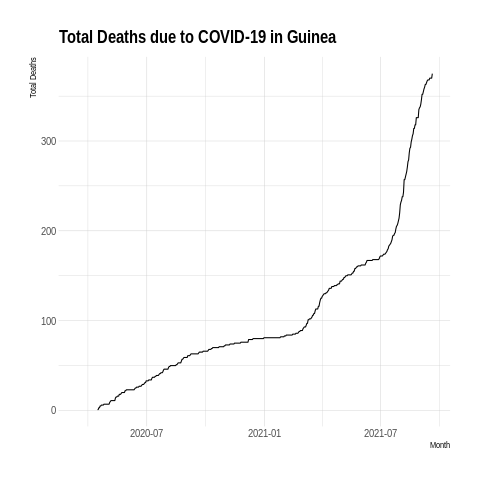 Total Deaths due to COVID-19 in Guinea
Total Deaths
300
200
100
0
2020-07
2021-01
2021-07
Month